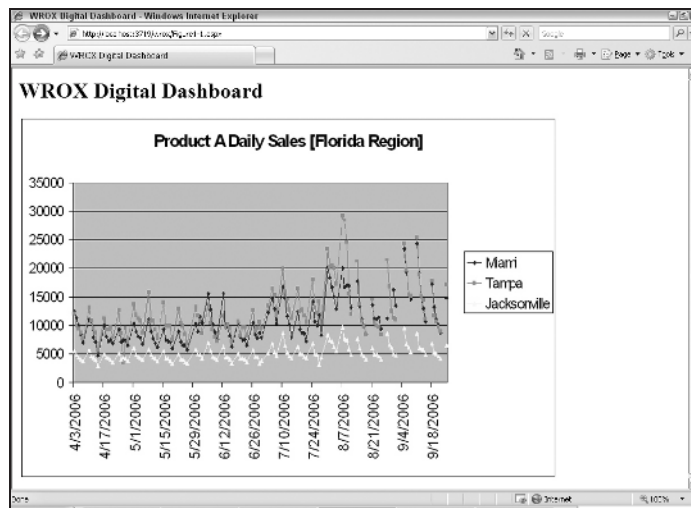 WROX Digital Dashboard - Windows Internet Explorer
Google
WROX Digital Dashboard
Page
Tools
WROX Digital Dashboard
Product A Daily Sales [Florida Region]
35000
30000
25000
20000
15000
10000
5000
0
4/3/2006
4/17/2006
5/1/2006
5/15/2006
5/29/2006
6/12/2006
6/26/2006
7/10/2006
7/24/2006
8/7/2006
8/21/2006
9/4/2006
9/18/2006
Miami
Tampa
Jacksonville
Done
Internet
100%